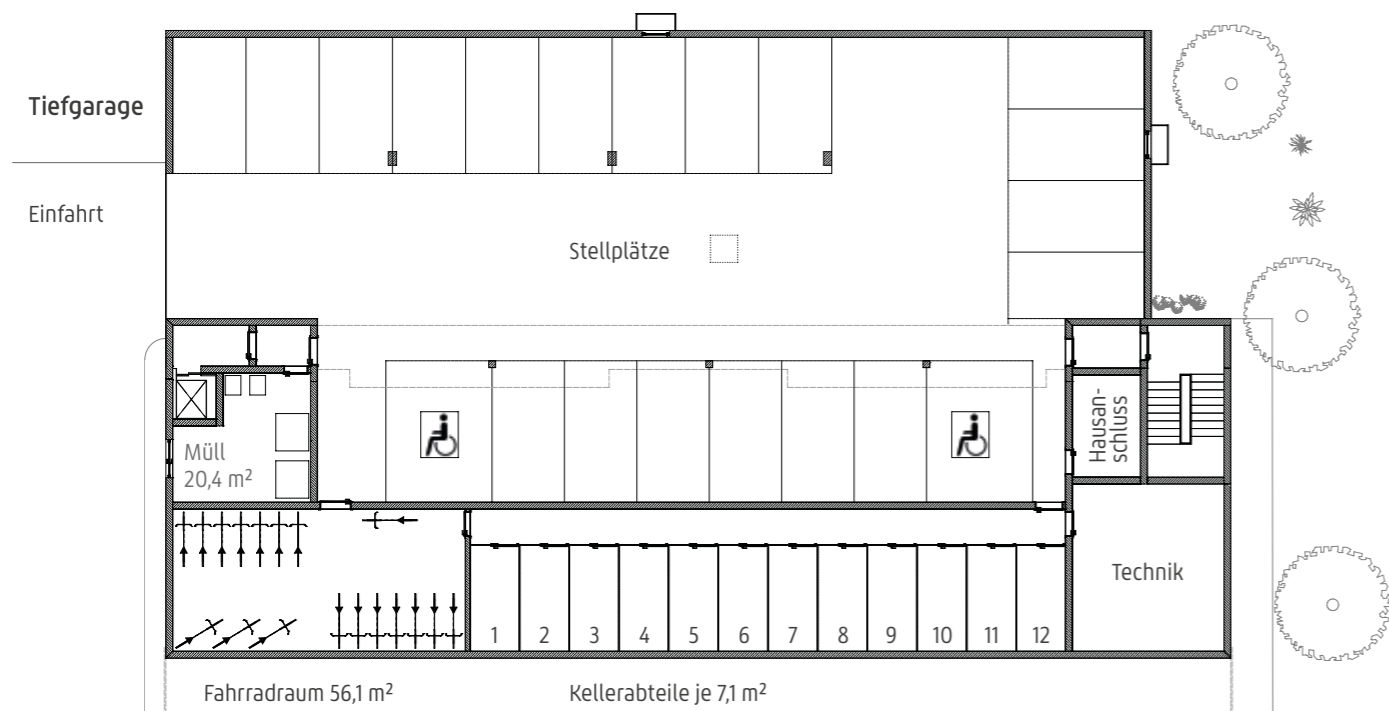 Tiefgarage
Einfahrt
Stellplätze
Müll
20,4 m²
Hausan-
schluss
Technik
1 2 3 4 5 6 7 8 9 10 11 12
Fahrradraum 56,1 m²
Kellerabteile je 7,1 m²